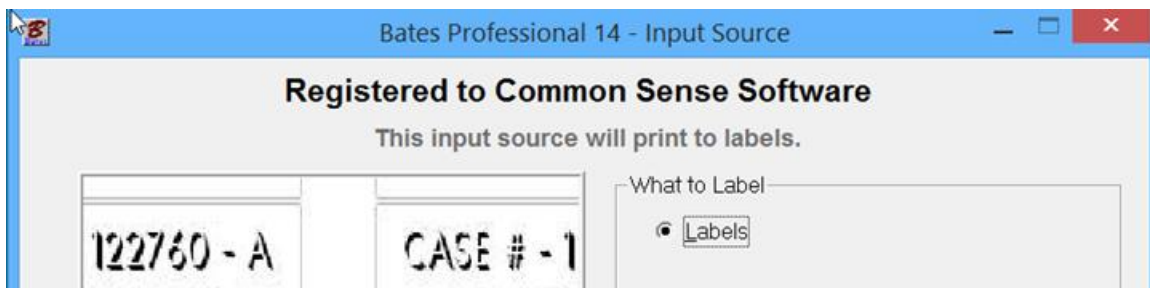 Bates Professional 14 - Input Source
Registered to Common Sense Software
This input source will print to labels.
What to Label
Labels
122760 - A
CASE # - 1